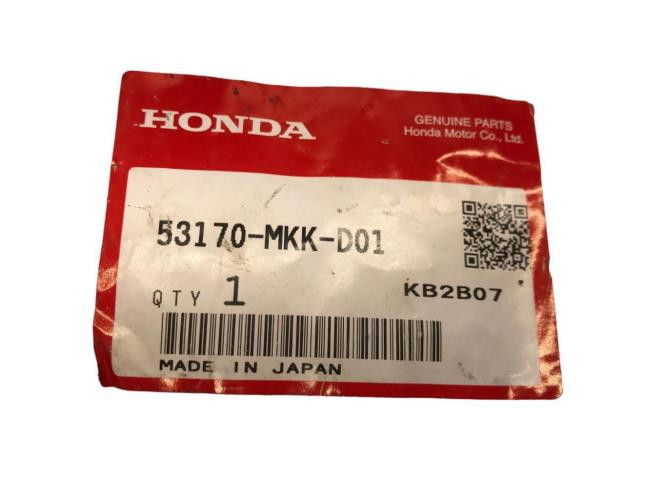 HONDA
GENUINE PARTS
Honda Motor Co., Ltd.
53170-MKK-D01
QTY 1
KB2B07
MADE IN JAPAN